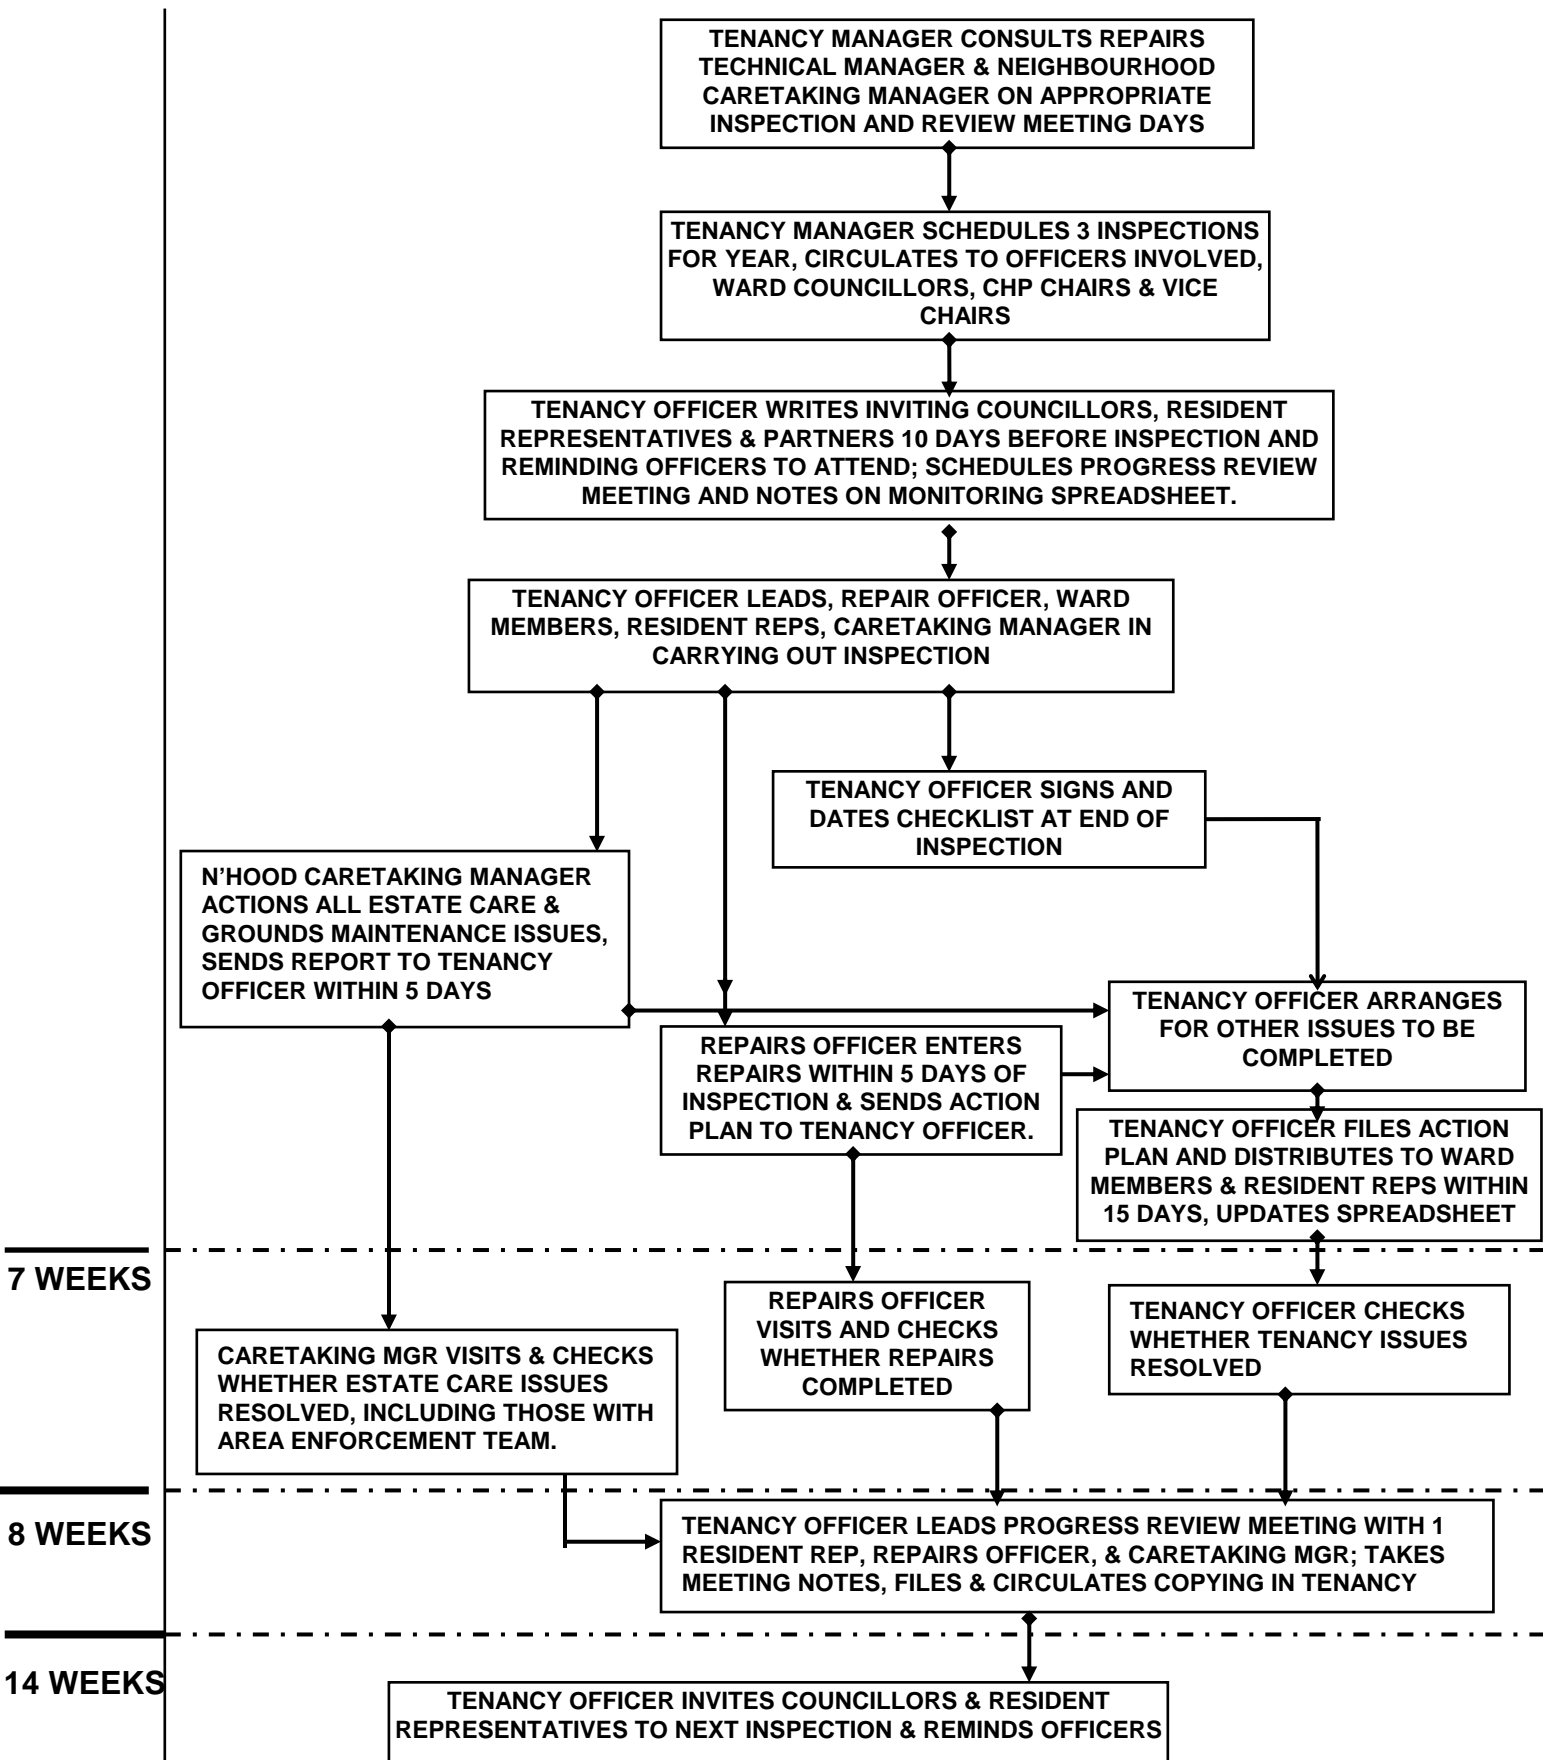 TENANCY MANAGER CONSULTS REPAIRS
TECHNICAL MANAGER & NEIGHBOURHOOD
CARETAKING MANAGER ON APPROPRIATE
INSPECTION AND REVIEW MEETING DAYS
TENANCY MANAGER SCHEDULES 3 INSPECTIONS
FOR YEAR, CIRCULATES TO OFFICERS INVOLVED,
WARD COUNCILLORS, CHP CHAIRS & VICE
CHAIRS
TENANCY OFFICER WRITES INVITING COUNCILLORS, RESIDENT
REPRESENTATIVES & PARTNERS 10 DAYS BEFORE INSPECTION AND
REMINDING OFFICERS TO ATTEND; SCHEDULES PROGRESS REVIEW
MEETING AND NOTES ON MONITORING SPREADSHEET.
TENANCY OFFICER LEADS, REPAIR OFFICER, WARD
MEMBERS, RESIDENT REPS, CARETAKING MANAGER IN
CARRYING OUT INSPECTION
TENANCY OFFICER SIGNS AND
DATES CHECKLIST AT END OF
INSPECTION
N’HOOD CARETAKING MANAGER
ACTIONS ALL ESTATE CARE &
GROUNDS MAINTENANCE ISSUES,
SENDS REPORT TO TENANCY
OFFICER WITHIN 5 DAYS
TENANCY OFFICER ARRANGES
FOR OTHER ISSUES TO BE
COMPLETED
REPAIRS OFFICER ENTERS
REPAIRS WITHIN 5 DAYS OF
INSPECTION & SENDS ACTION
PLAN TO TENANCY OFFICER.
TENANCY OFFICER FILES ACTION
PLAN AND DISTRIBUTES TO WARD
MEMBERS & RESIDENT REPS WITHIN
15 DAYS, UPDATES SPREADSHEET
7 WEEKS
REPAIRS OFFICER
VISITS AND CHECKS
WHETHER REPAIRS
COMPLETED
TENANCY OFFICER CHECKS
WHETHER TENANCY ISSUES
RESOLVED
CARETAKING MGR VISITS & CHECKS
WHETHER ESTATE CARE ISSUES
RESOLVED, INCLUDING THOSE WITH
AREA ENFORCEMENT TEAM.
8 WEEKS
TENANCY OFFICER LEADS PROGRESS REVIEW MEETING WITH 1
RESIDENT REP, REPAIRS OFFICER, & CARETAKING MGR; TAKES
MEETING NOTES, FILES & CIRCULATES COPYING IN TENANCY
14 WEEKS
TENANCY OFFICER INVITES COUNCILLORS & RESIDENT
REPRESENTATIVES TO NEXT INSPECTION & REMINDS OFFICERS